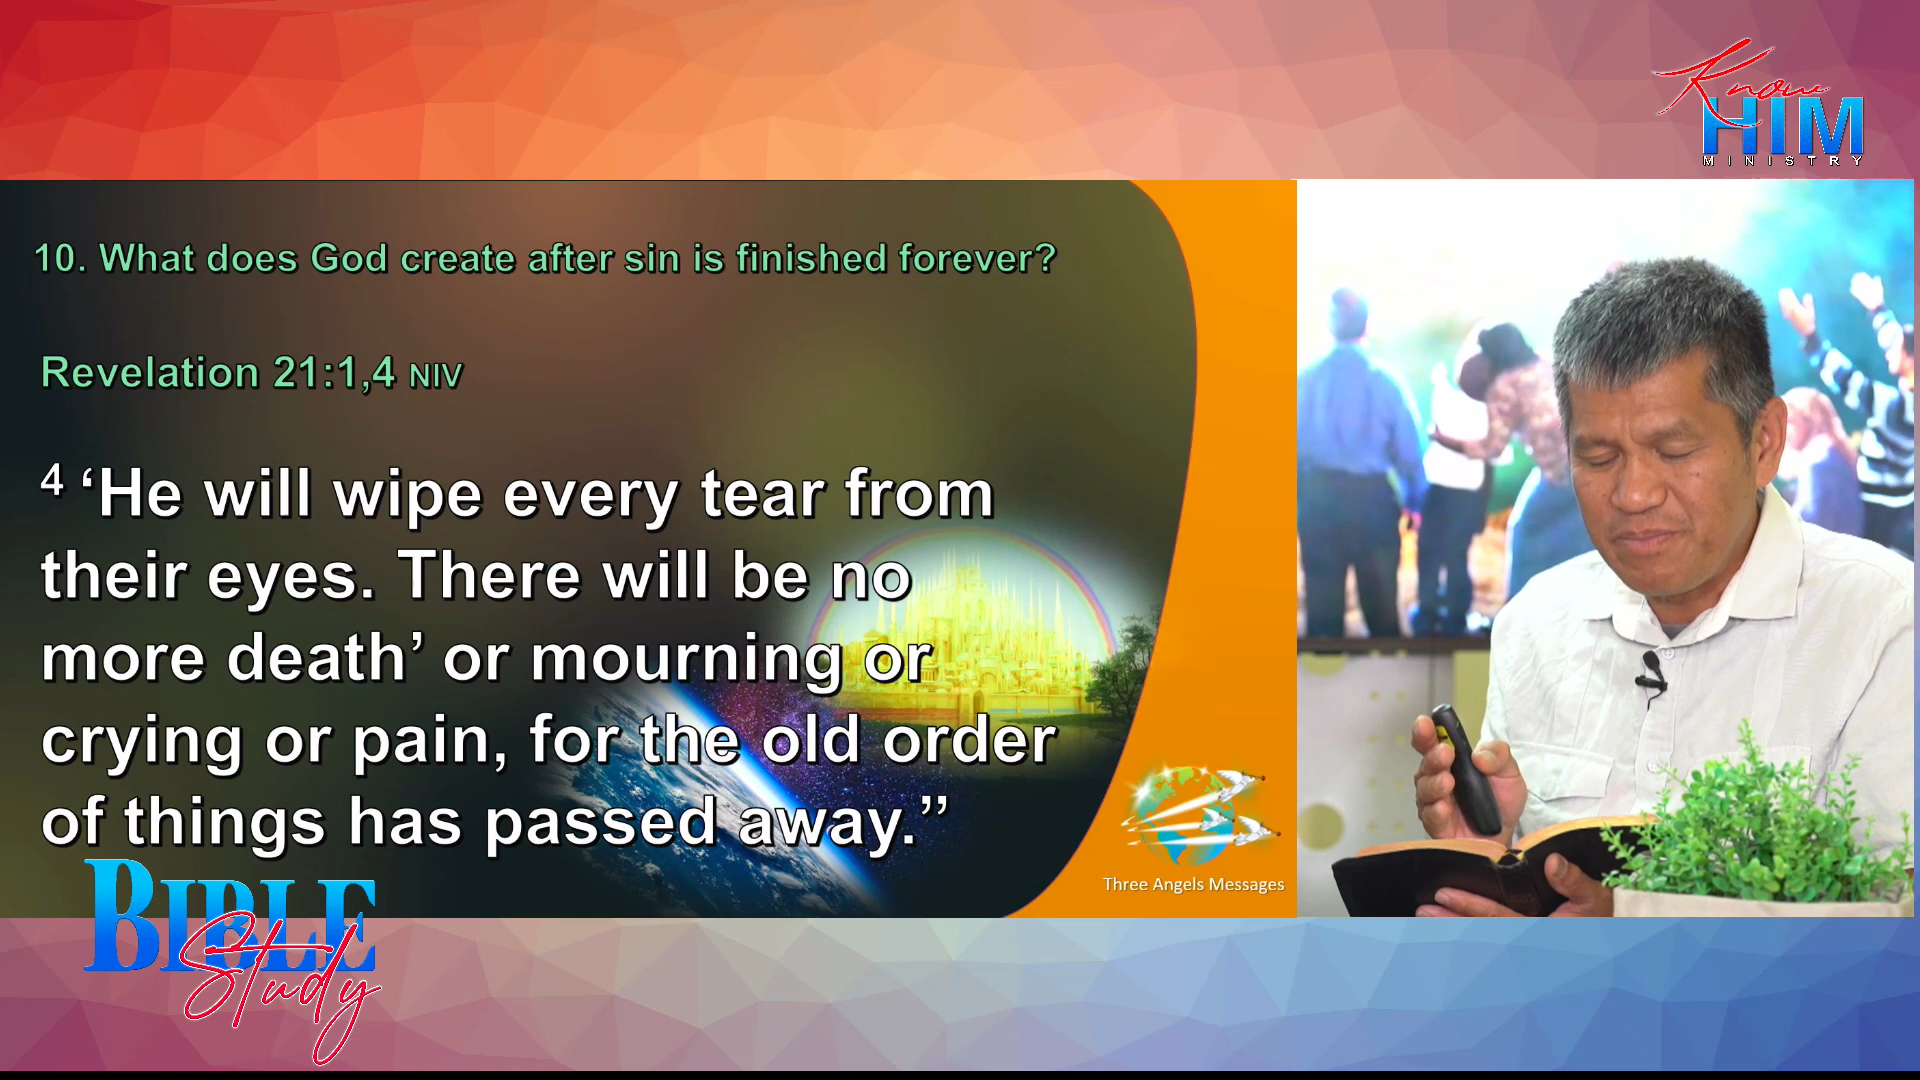 Know
HIM
MINISTRY
10. What does God create after sin is finished forever?
Revelation 21:1,4 NIV
4 ‘He will wipe every tear from
their eyes. There will be no
more death’ or mourning or
crying or pain, for the old order
of things has passed away.”
Three Angels Messages
BIBLE
Study